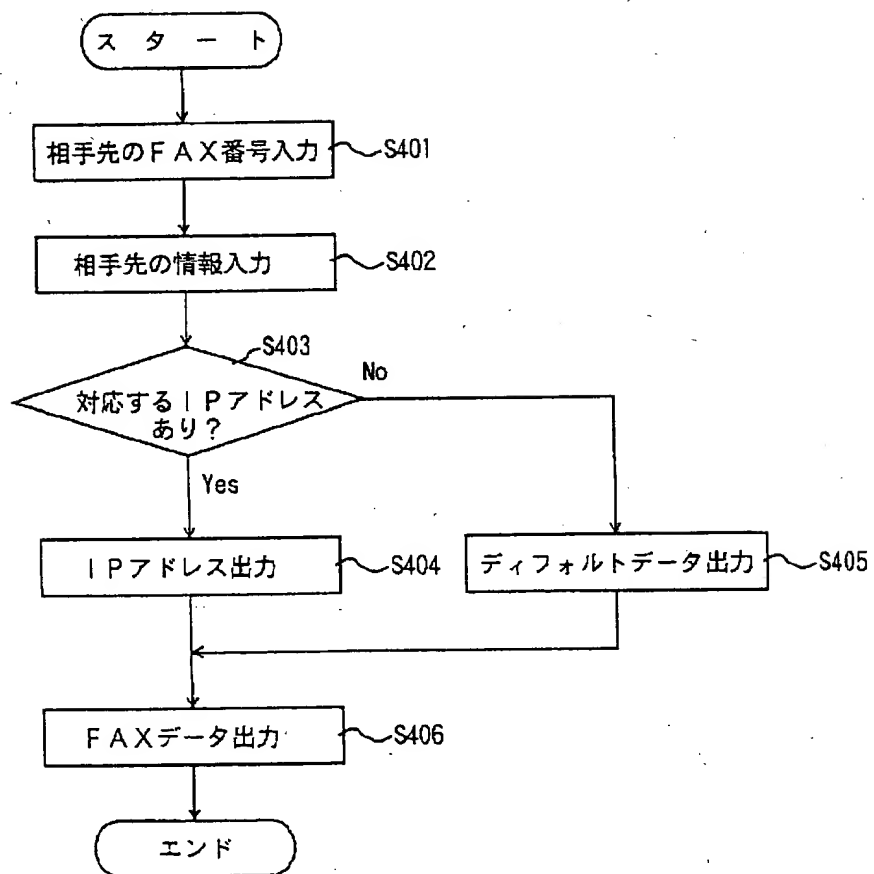 スタート
相手先のFAX番号入力
S401
相手先の情報入力
S402
S403
対応するIPアドレス
あり?
No
Yes
IPアドレス出力
S404
ディフォルトデータ出力
S405
FAXデータ出力
S406
エンド